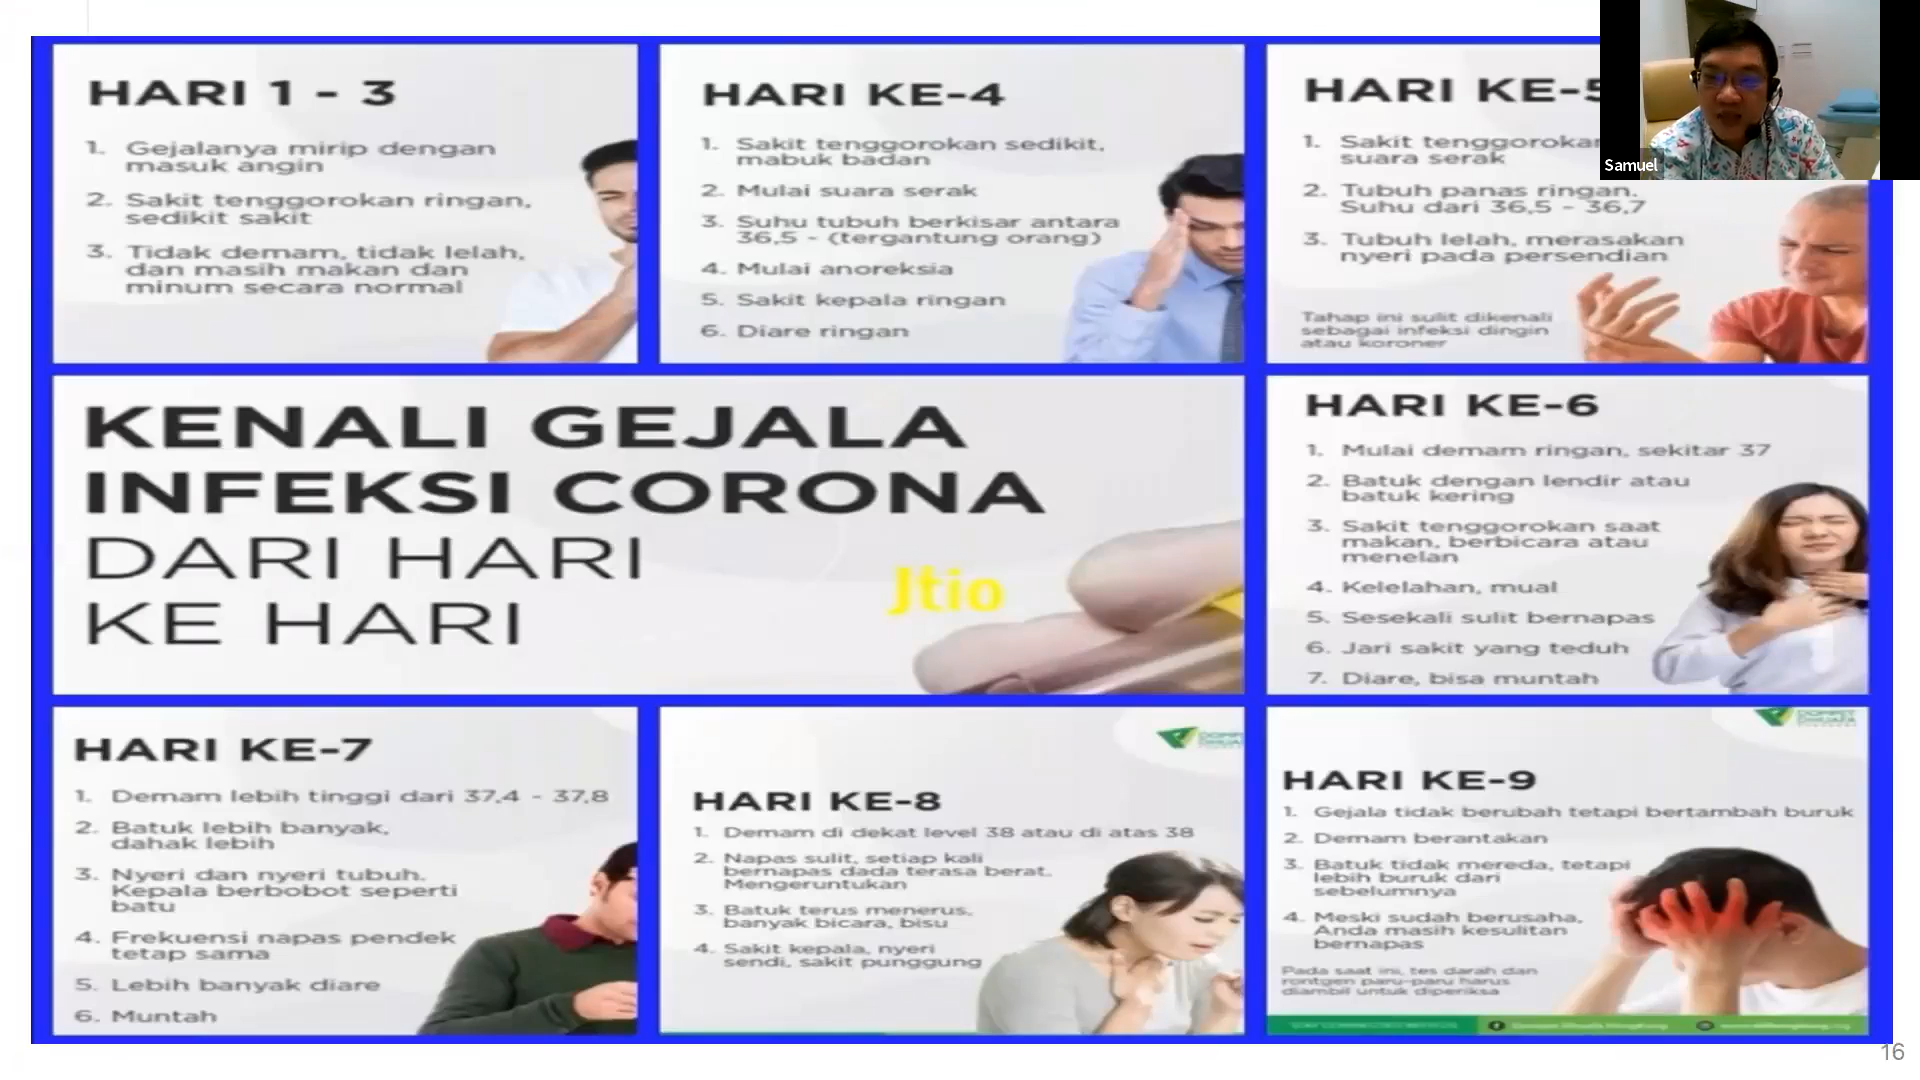 HARI 1 - 3
1. Gejalanya mirip dengan
masuk angin
2. Sakit tenggorokan ringan,
sedikit sakit
3. Tidak demam, tidak lelah,
dan masih makan dan
minum secara normal
HARI KE-4
1. Sakit tenggorokan sedikit,
mabuk badan
2. Mulai suara serak
3. Suhu tubuh berkisar antara
36,5 - (tergantung orang)
4. Mulai anoreksia
5. Sakit kepala ringan
6. Diare ringan
HARI KE-5
1. Sakit
suara serak
2. Tubuh panas ringan.
Suhu dari 36,5 - 36,7
3. Tubuh lelah, merasakan
nyeri pada persendian
Tahap ini sulit dikenali
sebagai infeksi dingin
atau koroner
Samuel
KENALI GEJALA
INFEKSI CORONA
DARI HARI
KE HARI
Jtio
HARI KE-6
1. Mulai demam ringan, sekitar 37
2. Batuk dengan lendir atau
batuk kering
3. Sakit tenggorokan saat
makan, berbicara atau
menelan
4. Kelelahan, mual
5. Sesekali sulit bernapas
6. Jari sakit yang teduh
7. Diare, bisa muntah
HARI KE-7
1. Demam lebih tinggi dari 37,4 - 37,8
2. Batuk lebih banyak,
dahak lebih
3. Nyeri dan nyeri tubuh.
Kepala berbobot seperti
batu
4. Frekuensi napas pendek
tetap sama
5. Lebih banyak diare
6. Muntah
HARI KE-8
1. Demam di dekat level 38 atau di atas 38
2. Napas sulit, setiap kali
bernapas dada terasa berat.
Mengeruntukan
3. Batuk terus menerus,
banyak bicara, bisu
4. Sakit kepala, nyeri
sendi, sakit punggung
DOMPET
DHUAFA
HARI KE-9
1. Gejala tidak berubah tetapi bertambah buruk
2. Demam berantakan
3. Batuk tidak mereda, tetapi
lebih buruk dari
sebelumnya
4. Meski sudah berusaha,
Anda masih kesulitan
bernapas
Pada saat ini, tes darah dan
rontgen paru-paru harus
diambil untuk diperiksa
16